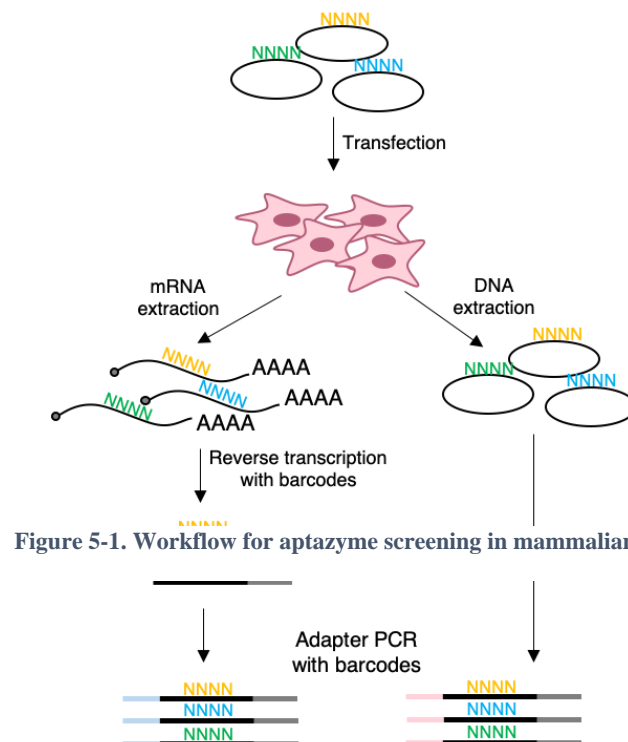 NNNN
NNNN
NNNN
Transfection
mRNA
extraction
DNA
extraction
NNNN
AAAA
NNNN
AAAA
NNNN
AAAA
NNNN
NNNN
NNNN
Reverse transcription
with barcodes
Figure 5-1. Workflow for aptazyme screening in mammalian
Adapter PCR
with barcodes
NNNN
NNNN
NNNN
NNNN
NNNN
NNNN